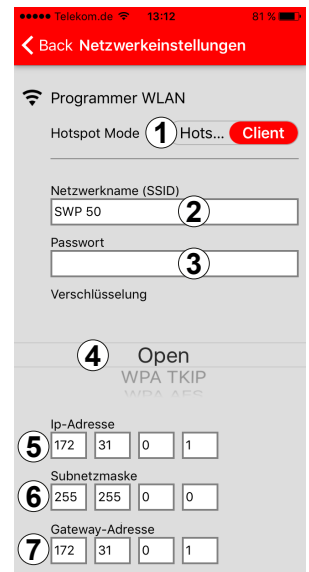 Telekom.de 13:12 81 %
Back Netzwerkeinstellungen
Programmer WLAN
Hotspot Mode 1 Hots... Client
Netzwerkname (SSID)
SWP 50 2
Passwort
3
Verschlüsselung
4 Open
WPA TKIP
WPA AES
Ip-Adresse
5 172 31 0 1
Subnetzmaske
6 255 255 0 0
Gateway-Adresse
7 172 31 0 1